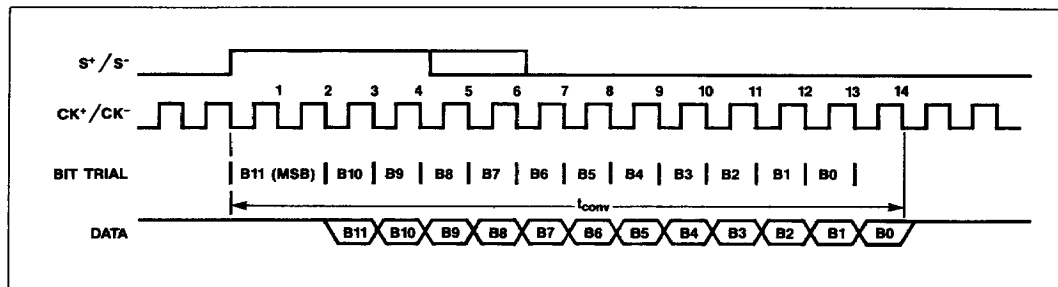 S+/S-
1 2 3 4 5 6 7 8 9 10 11 12 13 14
CK+/CK-
BIT TRIAL B11 (MSB) B10 B9 B8 B7 B6 B5 B4 B3 B2 B1 B0
tconv
DATA B11 B10 B9 B8 B7 B6 B5 B4 B3 B2 B1 B0